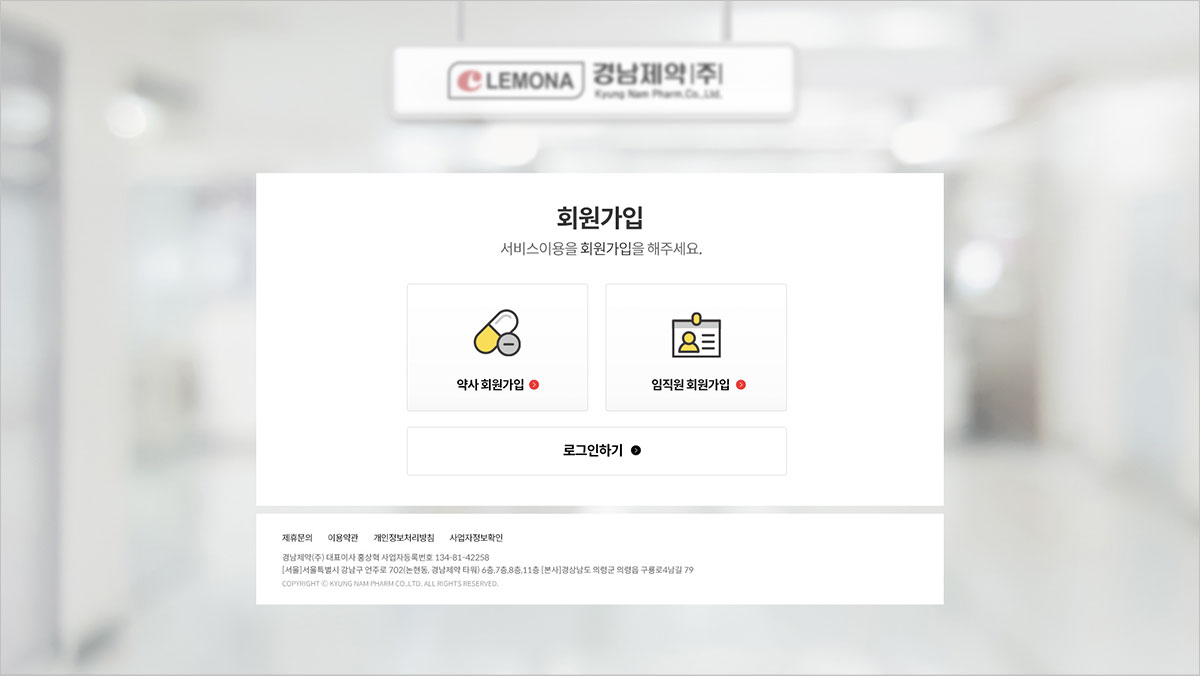 LEMONA 경남제약(주)
Kyung Nam Pharm.Co.,Ltd.
회원가입
서비스이용을 회원가입을 해주세요.
약사 회원가입
임직원 회원가입
로그인하기
제휴문의 이용약관 개인정보처리방침 사업자정보확인
경남제약(주) 대표이사 홍상혁 사업자등록번호 134-81-42258
[서울]서울특별시 강남구 언주로 702(논현동, 경남제약 타워) 6층,7층,8층,11층 [본사]경상남도 의령군 의령읍 구룡로4남길 79
COPYRIGHT ⓒ KYUNG NAM PHARM CO.,LTD. ALL RIGHTS RESERVED.